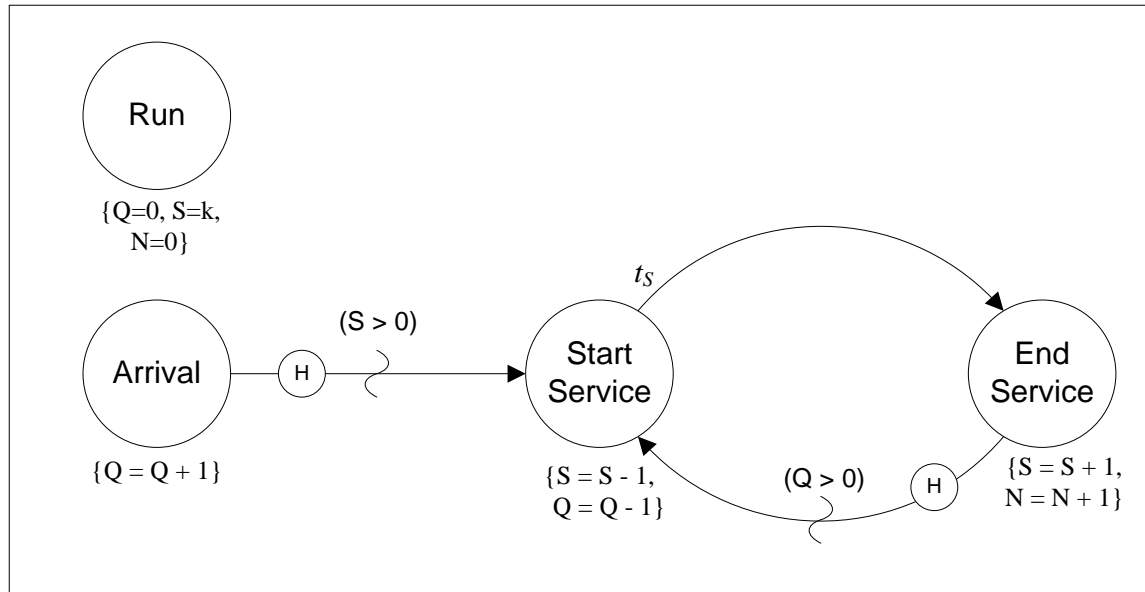 Run
{Q=0, S=k,
N=0}
t_S
(S > 0)
Arrival
H
Start
Service
End
Service
{Q = Q + 1}
{S = S - 1,
Q = Q - 1}
(Q > 0)
H
{S = S + 1,
N = N + 1}